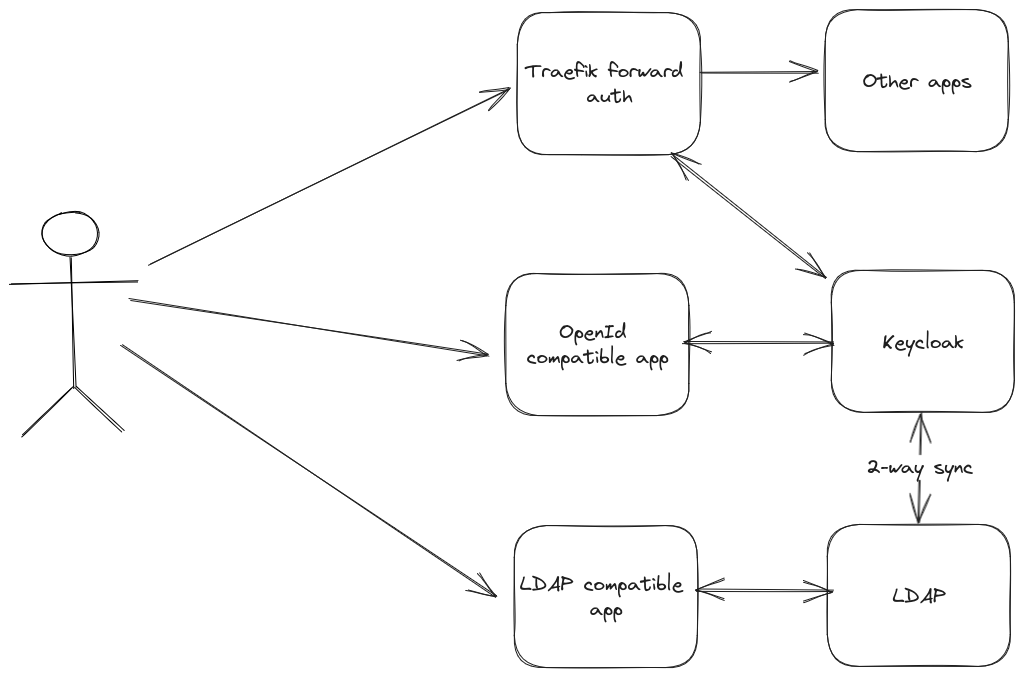 Traefik forward
auth
Other apps
OpenId
compatible app
Keycloak
2-way sync
LDAP compatible
app
LDAP